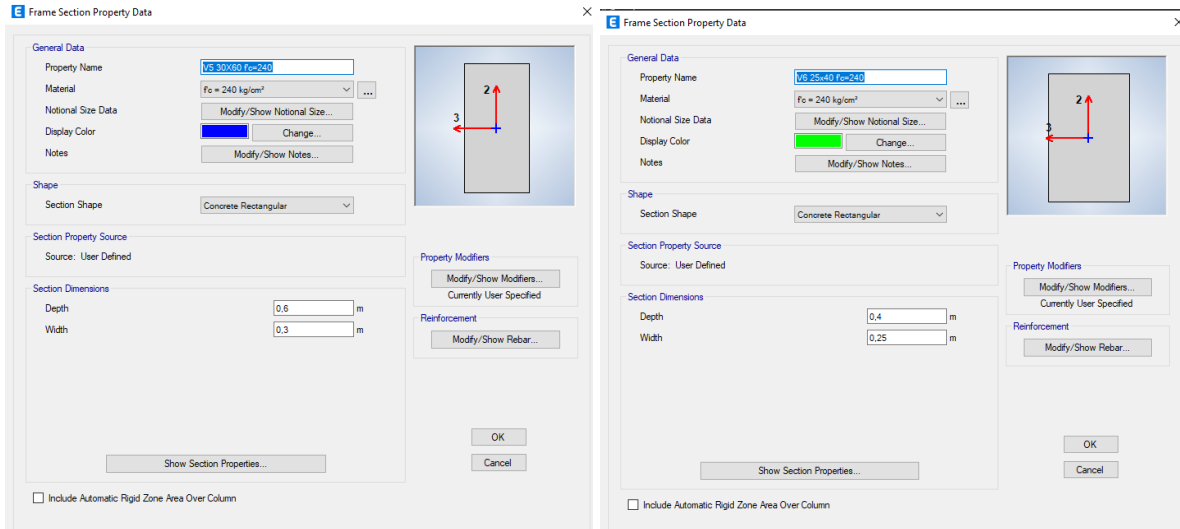 E Frame Section Property Data
General Data
Property Name V5 30X60 f'c=240
Material f'c = 240 kg/cm² ...
Notional Size Data Modify/Show Notional Size...
Display Color Change...
Notes Modify/Show Notes...
2
3
Shape
Section Shape Concrete Rectangular
Section Property Source
Source: User Defined
Property Modifiers
Modify/Show Modifiers...
Currently User Specified
Section Dimensions
Depth 0,6 m
Width 0,3 m
Reinforcement
Modify/Show Rebar...
OK
Show Section Properties...
Cancel
Include Automatic Rigid Zone Area Over Column
E Frame Section Property Data
General Data
Property Name V6 25x40 f'c=240
Material f'c = 240 kg/cm² ...
Notional Size Data Modify/Show Notional Size...
Display Color Change...
Notes Modify/Show Notes...
2
3
Shape
Section Shape Concrete Rectangular
Section Property Source
Source: User Defined
Property Modifiers
Modify/Show Modifiers...
Currently User Specified
Section Dimensions
Depth 0,4 m
Width 0,25 m
Reinforcement
Modify/Show Rebar...
OK
Show Section Properties...
Cancel
Include Automatic Rigid Zone Area Over Column